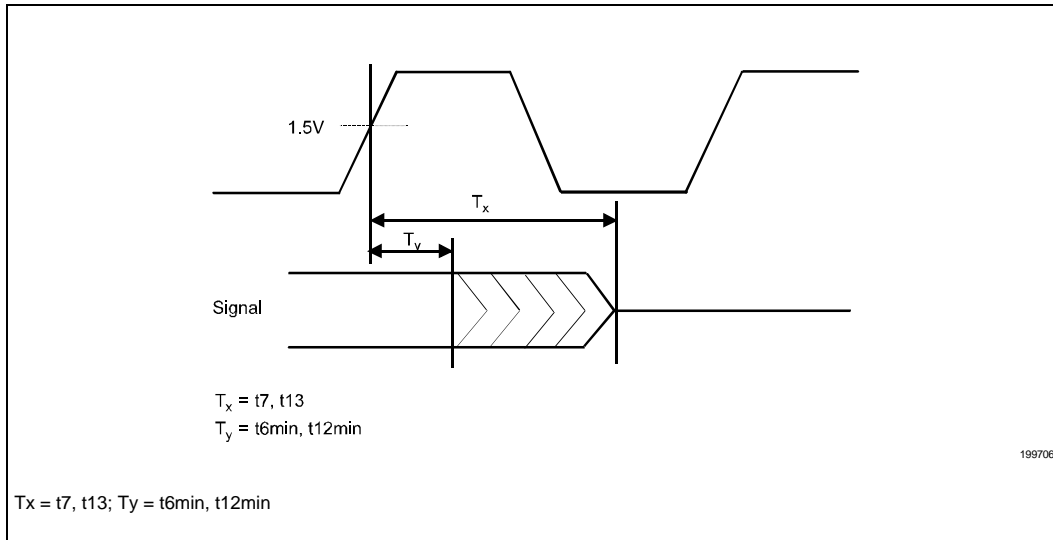 1.5V
Tx
Ty
Signal
Tx = t7, t13
Ty = t6min, t12min
199706
Tx = t7, t13; Ty = t6min, t12min